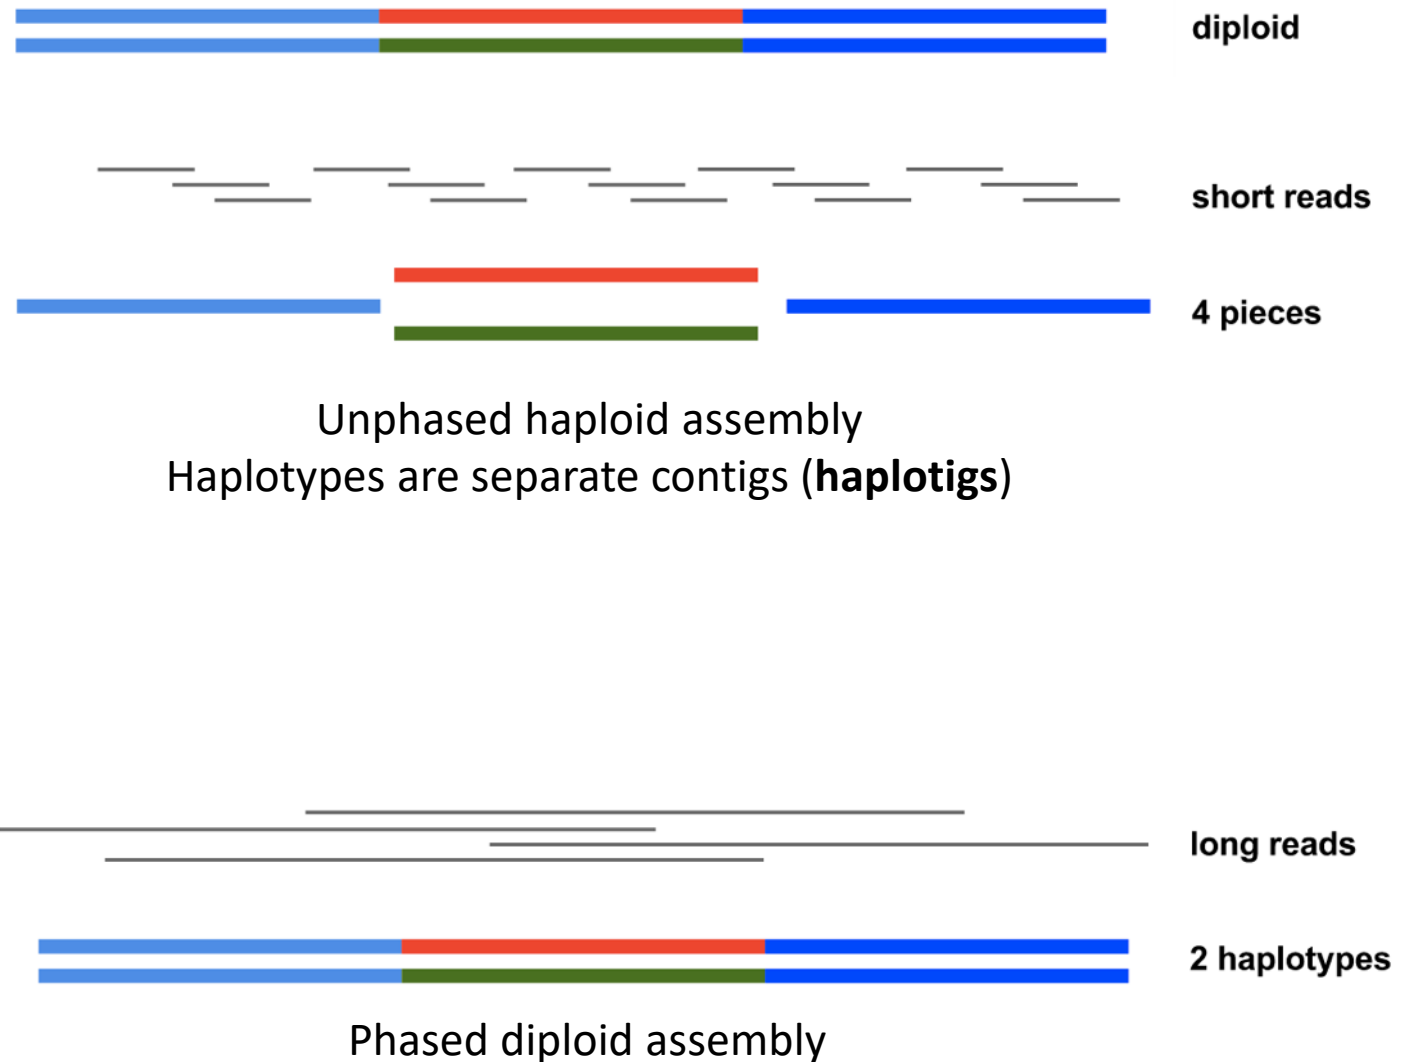 diploid
short reads
4 pieces
Unphased haploid assembly
Haplotypes are separate contigs (haplotigs)
long reads
2 haplotypes
Phased diploid assembly